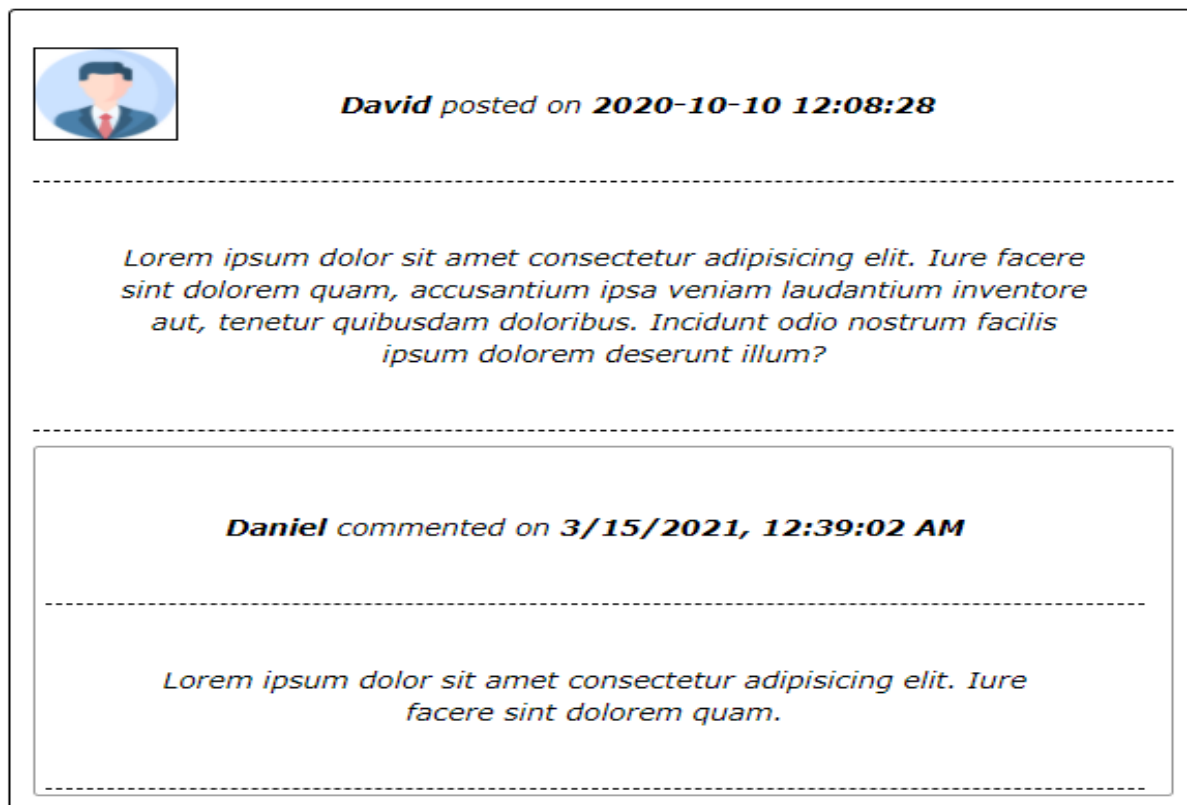 David posted on 2020-10-10 12:08:28
Lorem ipsum dolor sit amet consectetur adipisicing elit. Iure facere
sint dolorem quam, accusantium ipsa veniam laudantium inventore
aut, tenetur quibusdam doloribus. Incidunt odio nostrum facilis
ipsum dolorem deserunt illum?
Daniel commented on 3/15/2021, 12:39:02 AM
Lorem ipsum dolor sit amet consectetur adipisicing elit. Iure
facere sint dolorem quam.